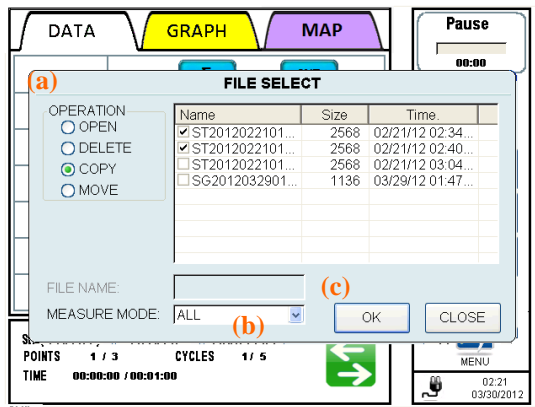 DATA GRAPH MAP Pause
00:00
(a) FILE SELECT
OPERATION
OPEN
DELETE
COPY
MOVE
Name Size Time.
ST2012022101... 2568 02/21/12 02:34...
ST2012022101... 2568 02/21/12 02:40...
ST2012022101... 2568 02/21/12 03:04...
SG2012032901... 1136 03/29/12 01:47...
FILE NAME:
(c)
MEASURE MODE: ALL
(b)
OK CLOSE
POINTS 1 / 3 CYCLES 1 / 5
TIME 00:00:00 / 00:01:00
MENU
02:21
03/30/2012